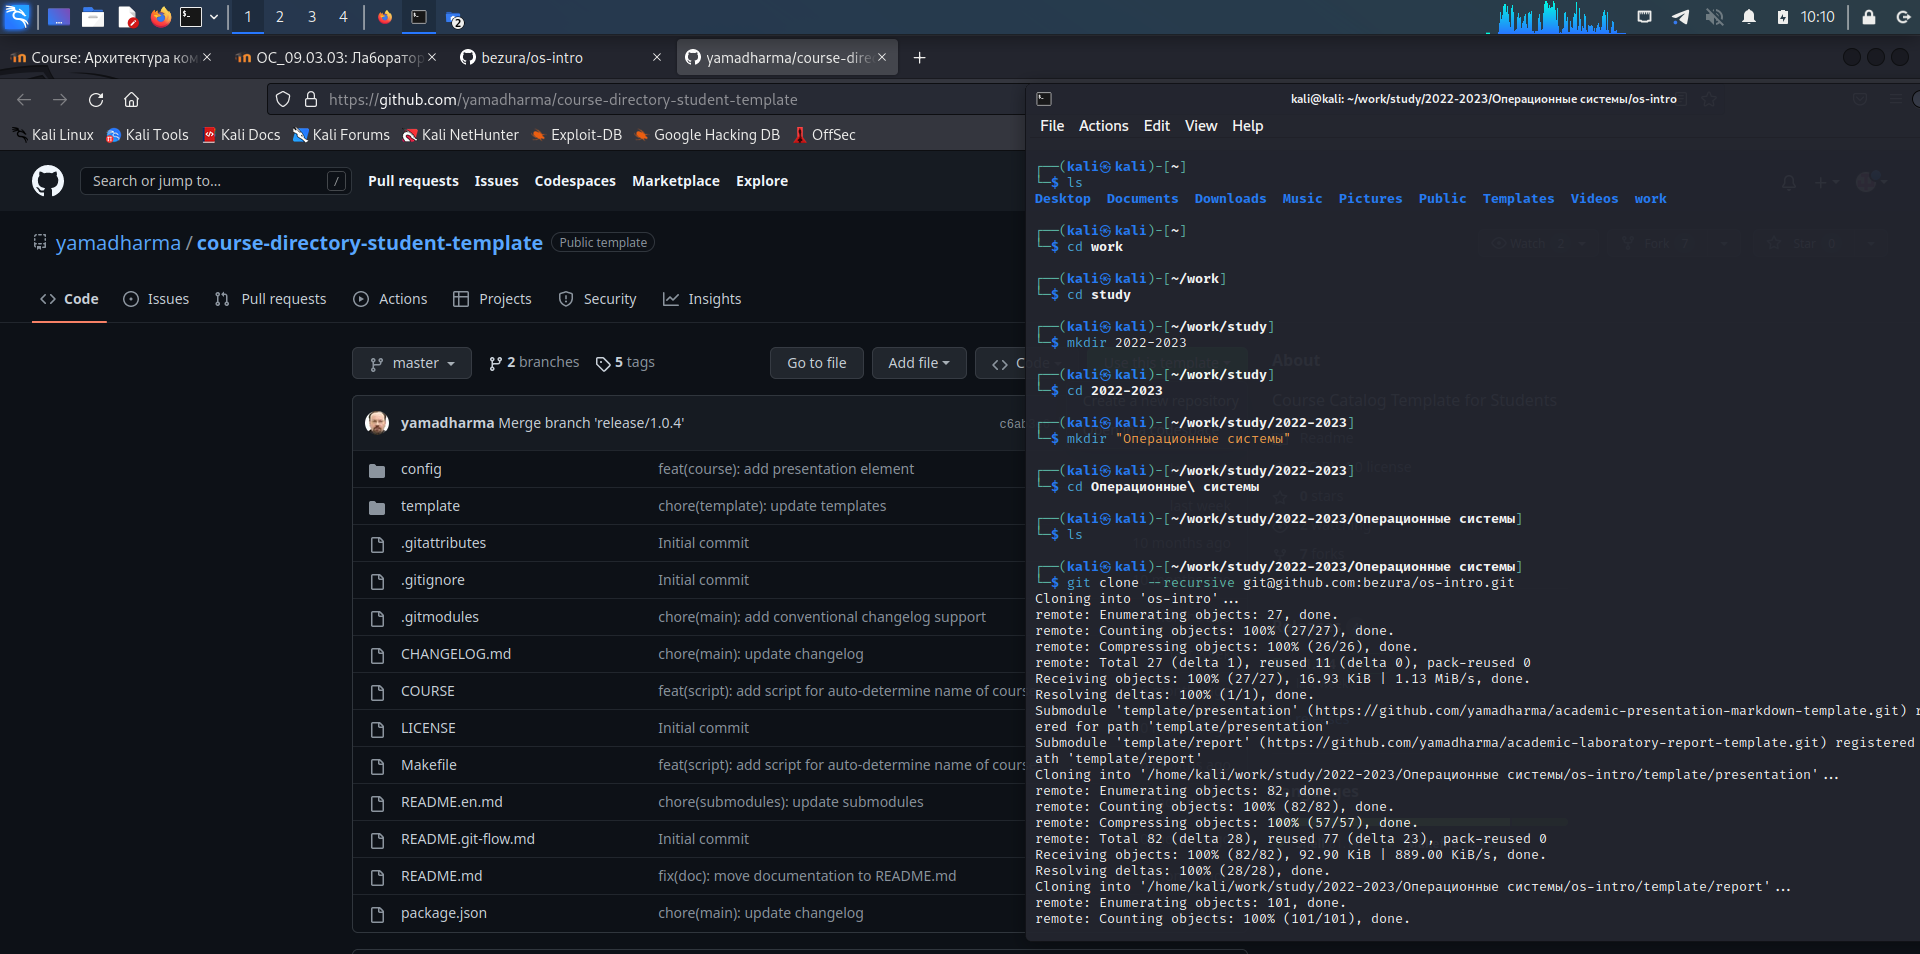 1 2 3 4 2 10:10
Course: Архитектура ком
ОС_09.03.03: Лаборатор
bezura/os-intro
yamadharma/course-dire
https://github.com/yamadharma/course-directory-student-template
Kali Linux Kali Tools Kali Docs Kali Forums Kali NetHunter Exploit-DB Google Hacking DB OffSec
Search or jump to... /
Pull requests Issues Codespaces Marketplace Explore
yamadharma / course-directory-student-template Public template
Code Issues Pull requests Actions Projects Security Insights
master 2 branches 5 tags Go to file Add file
yamadharma Merge branch 'release/1.0.4' c6ab
config feat(course): add presentation element
template chore(template): update templates
.gitattributes Initial commit
.gitignore Initial commit
.gitmodules chore(main): add conventional changelog support
CHANGELOG.md chore(main): update changelog
COURSE feat(script): add script for auto-determine name of cours
LICENSE Initial commit
Makefile feat(script): add script for auto-determine name of cours
README.en.md chore(submodules): update submodules
README.git-flow.md Initial commit
README.md fix(doc): move documentation to README.md
package.json chore(main): update changelog
kali@kali: ~/work/study/2022-2023/Операционные системы/os-intro
File Actions Edit View Help
┌──(kali㉿kali)-[~]
└─$ ls
Desktop Documents Downloads Music Pictures Public Templates Videos work
┌──(kali㉿kali)-[~]
└─$ cd work
┌──(kali㉿kali)-[~/work]
└─$ cd study
┌──(kali㉿kali)-[~/work/study]
└─$ mkdir 2022-2023
┌──(kali㉿kali)-[~/work/study]
└─$ cd 2022-2023
┌──(kali㉿kali)-[~/work/study/2022-2023]
└─$ mkdir "Операционные системы"
┌──(kali㉿kali)-[~/work/study/2022-2023]
└─$ cd Операционные\ системы
┌──(kali㉿kali)-[~/work/study/2022-2023/Операционные системы]
└─$ ls
┌──(kali㉿kali)-[~/work/study/2022-2023/Операционные системы]
└─$ git clone --recursive git@github.com:bezura/os-intro.git
Cloning into 'os-intro'...
remote: Enumerating objects: 27, done.
remote: Counting objects: 100% (27/27), done.
remote: Compressing objects: 100% (26/26), done.
remote: Total 27 (delta 1), reused 11 (delta 0), pack-reused 0
Receiving objects: 100% (27/27), 16.93 KiB | 1.13 MiB/s, done.
Resolving deltas: 100% (1/1), done.
Submodule 'template/presentation' (https://github.com/yamadharma/academic-presentation-markdown-template.git) r
ered for path 'template/presentation'
Submodule 'template/report' (https://github.com/yamadharma/academic-laboratory-report-template.git) registered
ath 'template/report'
Cloning into '/home/kali/work/study/2022-2023/Операционные системы/os-intro/template/presentation'...
remote: Enumerating objects: 82, done.
remote: Counting objects: 100% (82/82), done.
remote: Compressing objects: 100% (57/57), done.
remote: Total 82 (delta 28), reused 77 (delta 23), pack-reused 0
Receiving objects: 100% (82/82), 92.90 KiB | 889.00 KiB/s, done.
Resolving deltas: 100% (28/28), done.
Cloning into '/home/kali/work/study/2022-2023/Операционные системы/os-intro/template/report'...
remote: Enumerating objects: 101, done.
remote: Counting objects: 100% (101/101), done.
Watch 2 Fork 7 Star 0
About
Course Catalog Template for Students